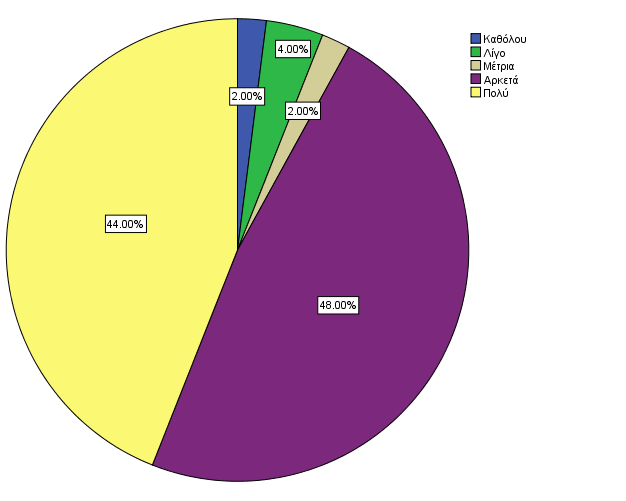 Καθόλου
Λίγο
Μέτρια
Αρκετά
Πολύ
4.00%
2.00%
2.00%
44.00%
48.00%